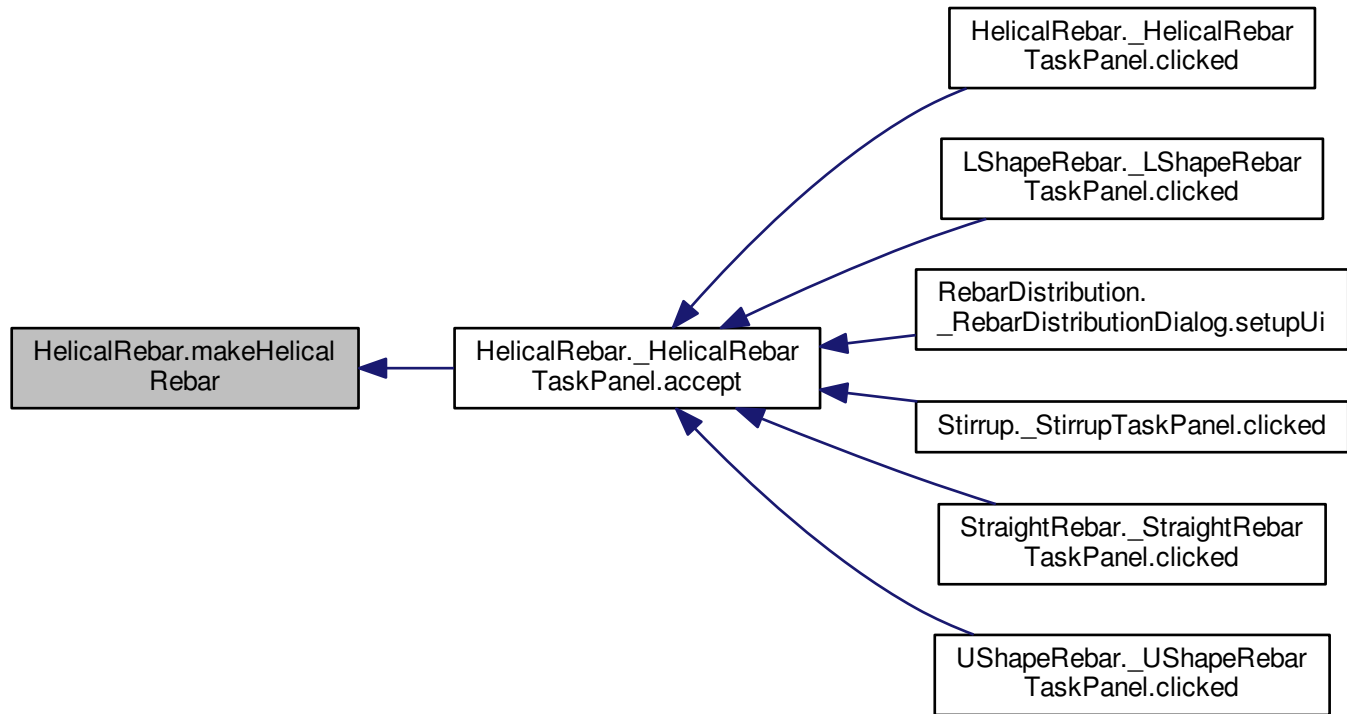 HelicalRebar.makeHelical
Rebar
HelicalRebar._HelicalRebar
TaskPanel.accept
HelicalRebar._HelicalRebar
TaskPanel.clicked
LShapeRebar._LShapeRebar
TaskPanel.clicked
RebarDistribution.
_RebarDistributionDialog.setupUi
Stirrup._StirrupTaskPanel.clicked
StraightRebar._StraightRebar
TaskPanel.clicked
UShapeRebar._UShapeRebar
TaskPanel.clicked